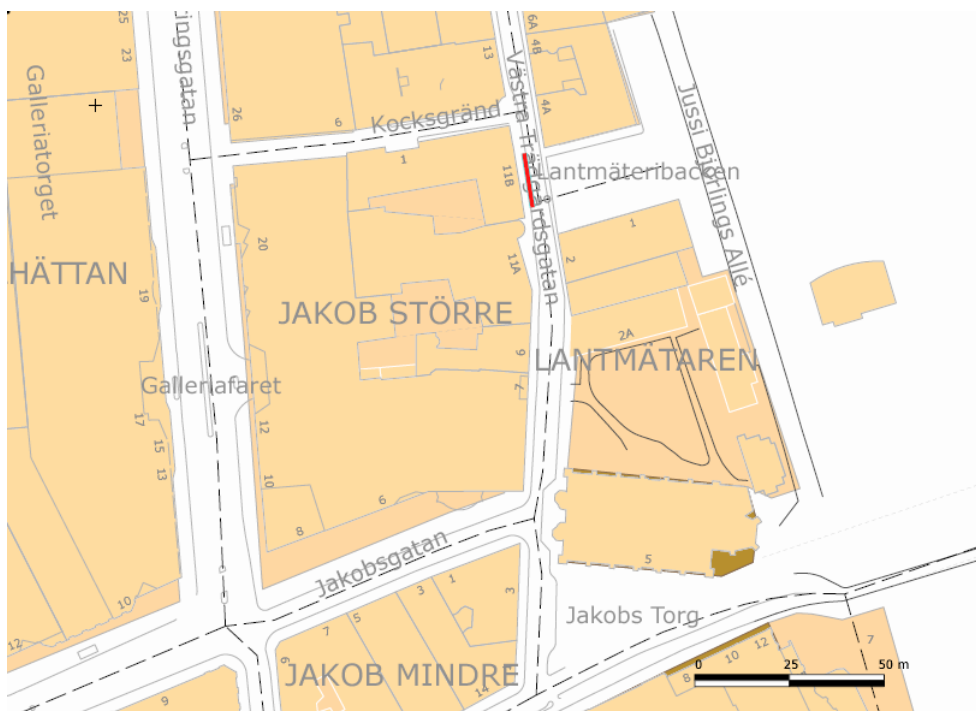 25
23
Galleriatorget
ingsgatan
26
6
13
6A
4B
4A
Västra Trädgårdsgatan
Jussi Björlings Allé
Kocksgränd
1
11B
Lantmäteribacken
20
11A
2
1
HÄTTAN
19
JAKOB STÖRRE
2A
9
LANTMÄTAREN
7
Galleriafaret
17
15
13
12
10
8
6
5
Jakobsgatan
Jakobs Torg
10
12
9
7
5
3
1
3
6
JAKOB MINDRE
14
8
10
12
7
0 25 50 m